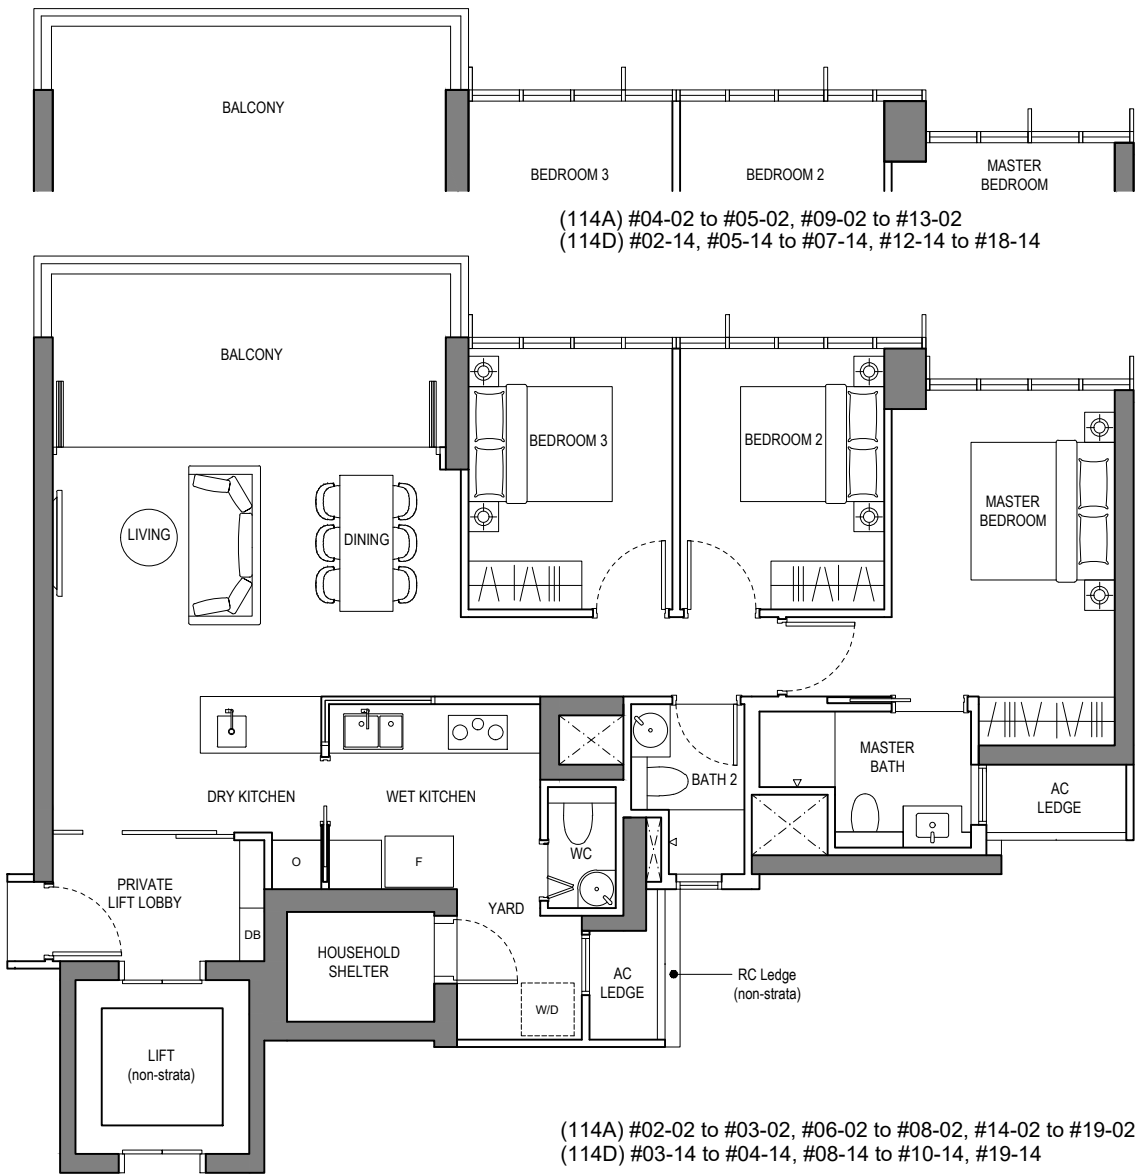 BALCONY
BEDROOM 3
BEDROOM 2
MASTER
BEDROOM
(114A) #04-02 to #05-02, #09-02 to #13-02
(114D) #02-14, #05-14 to #07-14, #12-14 to #18-14
BALCONY
BEDROOM 3
BEDROOM 2
MASTER
BEDROOM
LIVING
DINING
DRY KITCHEN
WET KITCHEN
BATH 2
MASTER
BATH
AC
LEDGE
O
F
WC
PRIVATE
LIFT LOBBY
YARD
DB
HOUSEHOLD
SHELTER
AC
LEDGE
RC Ledge
(non-strata)
W/D
LIFT
(non-strata)
(114A) #02-02 to #03-02, #06-02 to #08-02, #14-02 to #19-02
(114D) #03-14 to #04-14, #08-14 to #10-14, #19-14